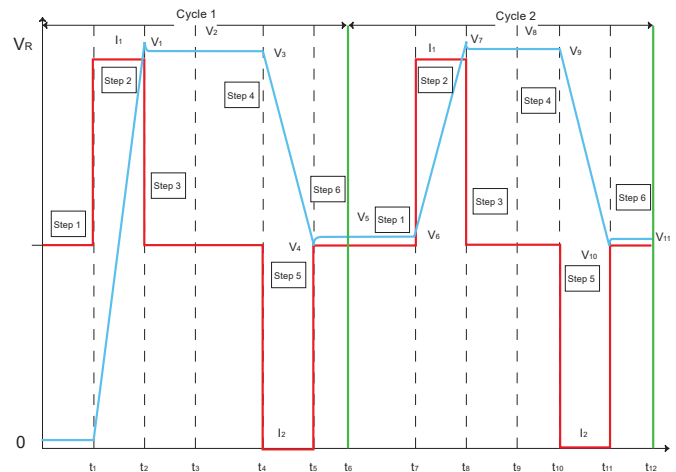 Cycle 1 Cycle 2
V₂ V₈
V_R I₁ V₁ V₃ I₁ V₇ V₉
Step 2 Step 4 Step 2 Step 4
Step 3 Step 6 Step 3 Step 6
Step 1 V₅ Step 1
V₄ V₆ V₁₀ V₁₁
Step 5 Step 5
0 I₂ I₂
t₁ t₂ t₃ t₄ t₅ t₆ t₇ t₈ t₉ t₁₀ t₁₁ t₁₂